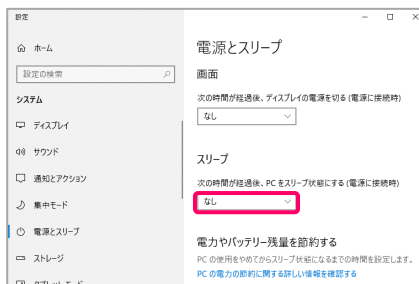 設定
ホーム
設定の検索
システム
ディスプレイ
サウンド
通知とアクション
集中モード
電源とスリープ
ストレージ
タブレット モード
電源とスリープ
画面
次の時間が経過後、ディスプレイの電源を切る (電源に接続時)
なし
スリープ
次の時間が経過後、PC をスリープ状態にする (電源に接続時)
なし
電力やバッテリー残量を節約する
PC の使用をやめてからスリープ状態になるまでの時間を設定します。
PC の電力の節約に関する詳しい情報を確認する